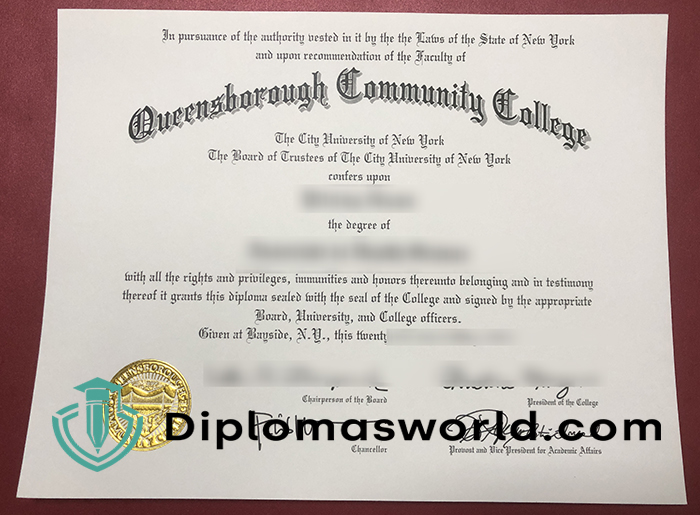 In pursuance of the authority vested in it by the the Laws of the State of New York
and upon recommendation of the Faculty of
Queensborough Community College
The City University of New York
The Board of Trustees of The City University of New York
confers upon
the degree of
with all the rights and privileges, immunities and honors thereunto belonging and in testimony
thereof it grants this diploma sealed with the seal of the College and signed by the appropriate
Board, University, and College officers.
Given at Bayside, N.Y., this twent
Chairperson of the Board
President of the College
Diplomasworld.com
Chancellor
Provost and Vice President for Academic Affairs